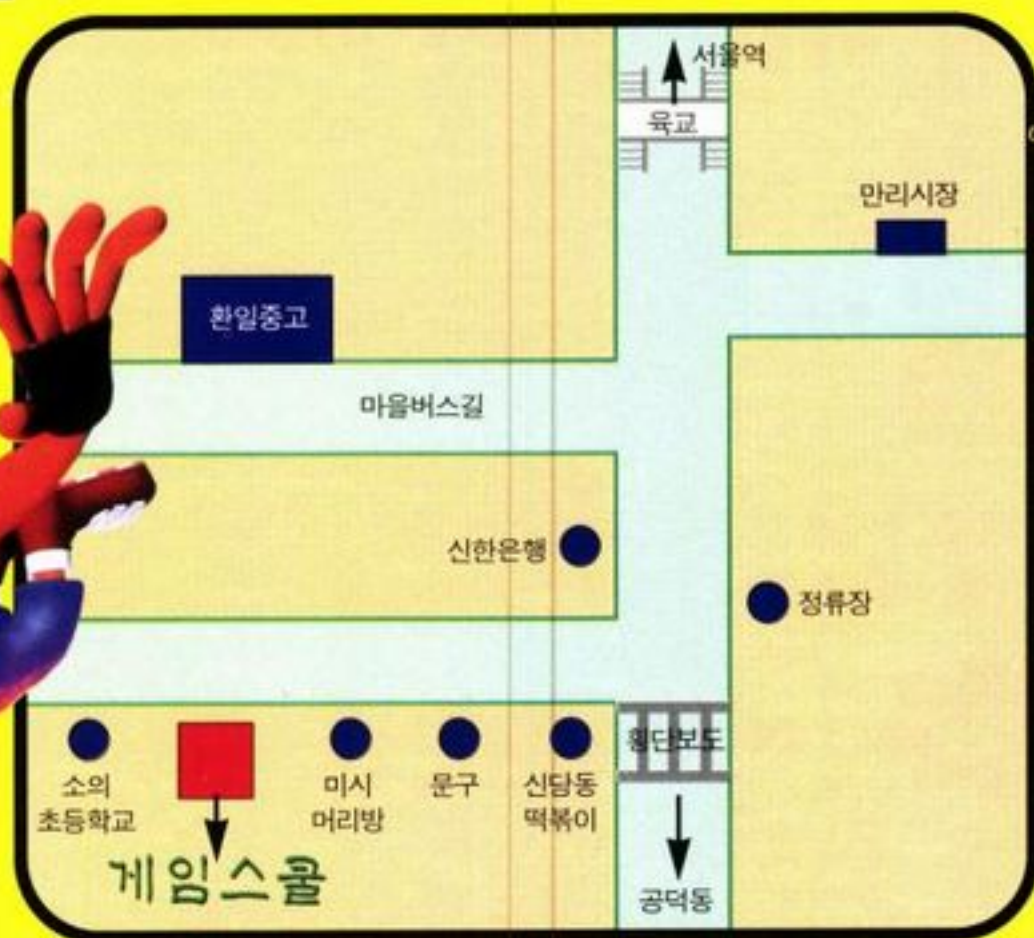 서울역
육교
만리시장
환일중고
마을버스길
신한은행
정류장
횡단보도
소의
초등학교
미시
머리방
문구
신담동
떡볶이
게임스쿨
공덕동